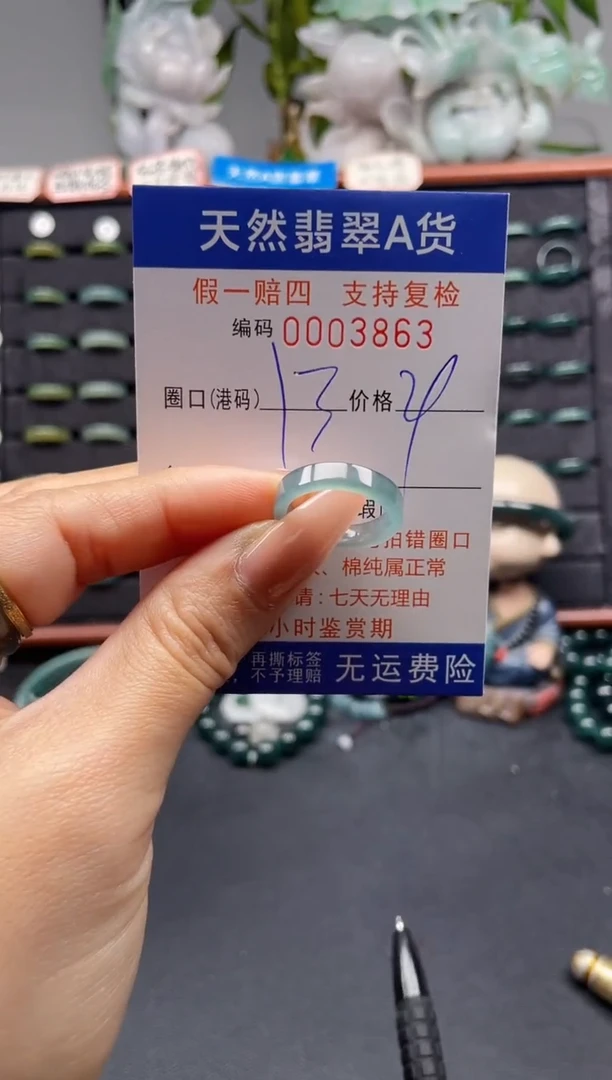 天然翡翠A货
假一赔四 支持复检
编码 0003863
圈口(港码) 13 价格
拍错圈口
、棉纯属正常
请:七天无理由
小时鉴赏期
再撕标签
不予理赔
无运费险